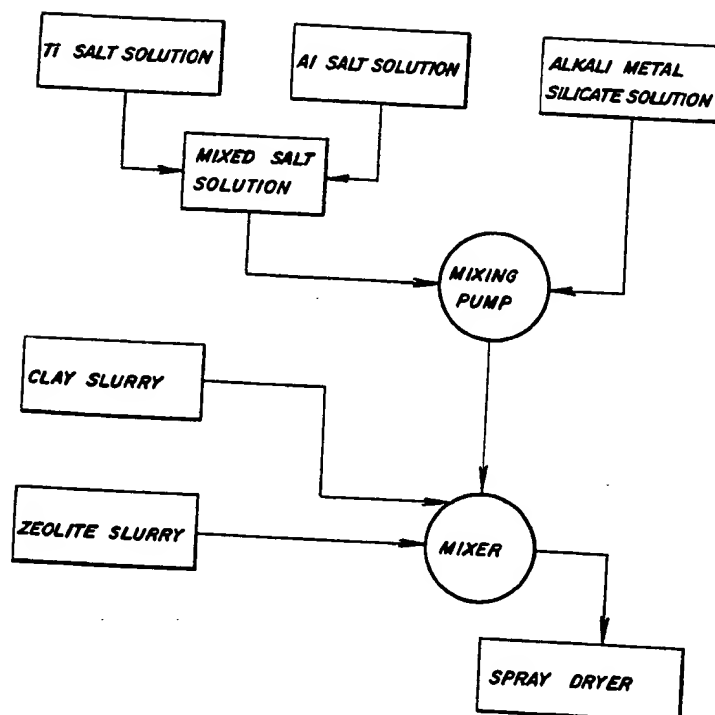 Ti SALT SOLUTION
Al SALT SOLUTION
ALKALI METAL
SILICATE SOLUTION
MIXED SALT
SOLUTION
MIXING
PUMP
CLAY SLURRY
ZEOLITE SLURRY
MIXER
SPRAY DRYER